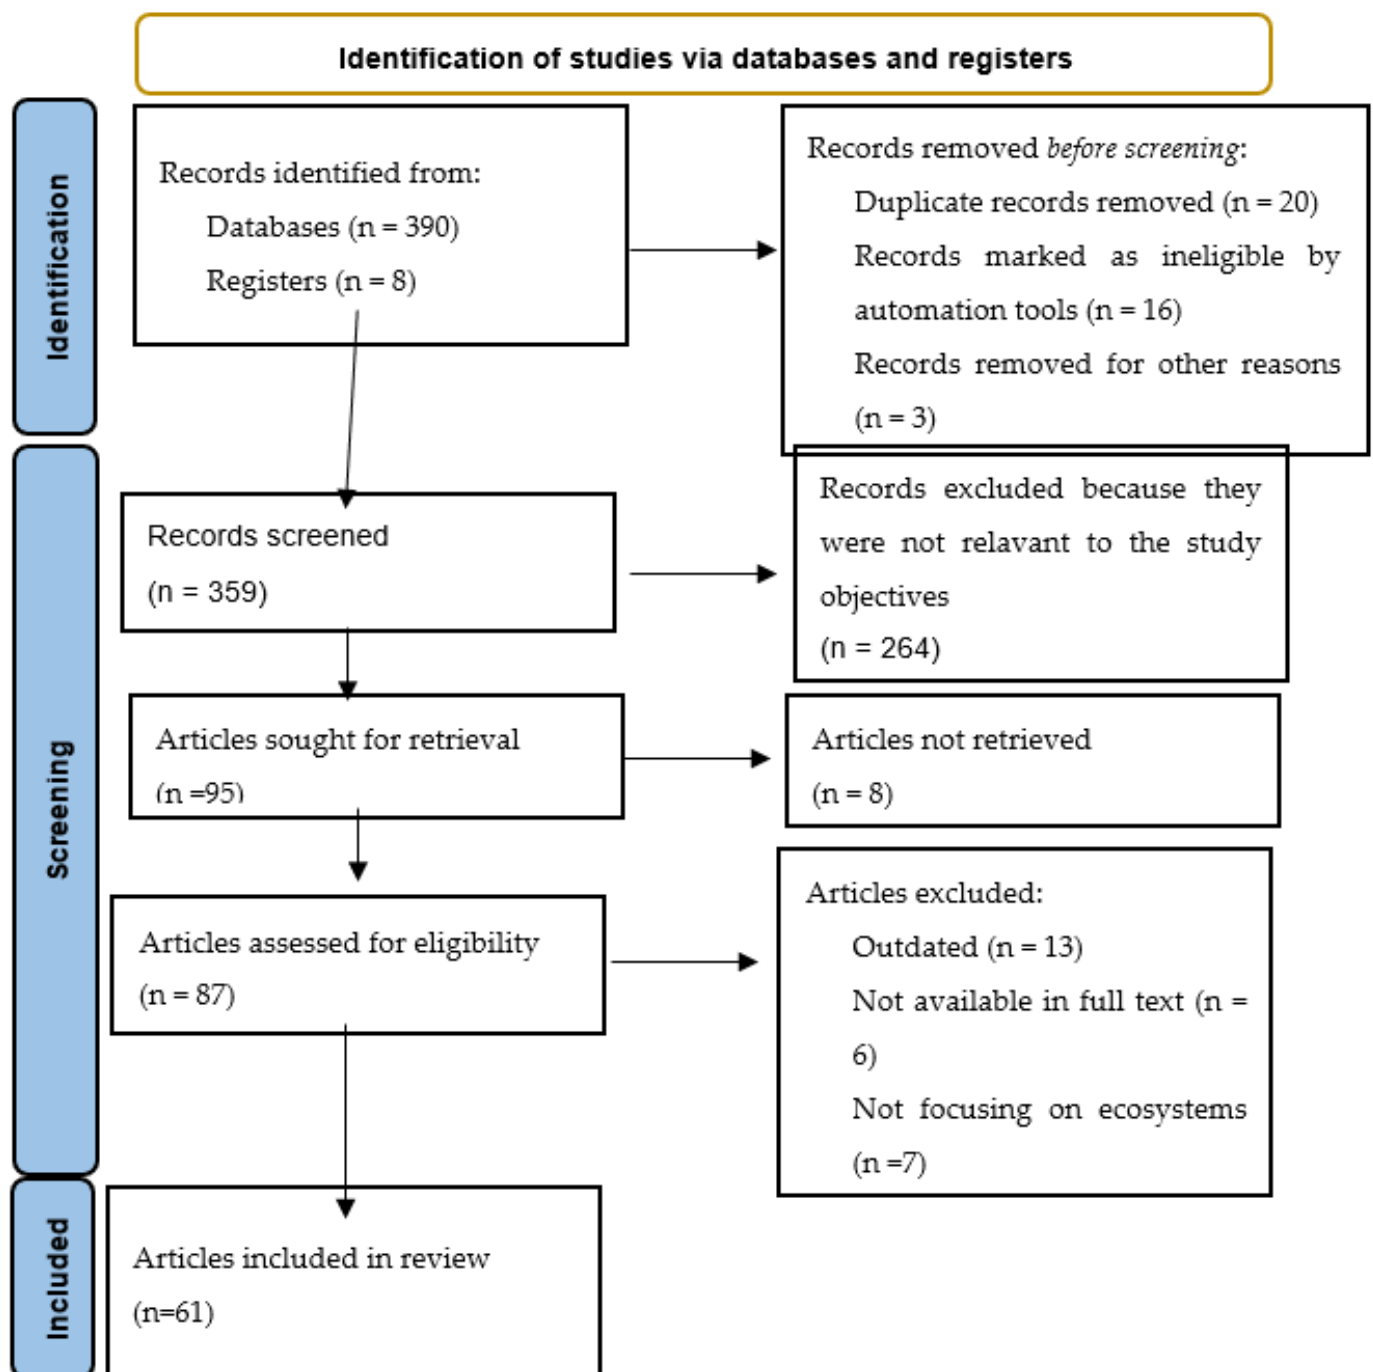 Identification of studies via databases and registers
Identification
Records identified from:
Databases (n = 390)
Registers (n = 8)
Records removed before screening:
Duplicate records removed (n = 20)
Records marked as ineligible by
automation tools (n = 16)
Records removed for other reasons
(n = 3)
Screening
Records screened
(n = 359)
Records excluded because they
were not relavant to the study
objectives
(n = 264)
Articles sought for retrieval
(n =95)
Articles not retrieved
(n = 8)
Articles assessed for eligibility
(n = 87)
Articles excluded:
Outdated (n = 13)
Not available in full text (n =
6)
Not focusing on ecosystems
(n =7)
Included
Articles included in review
(n=61)